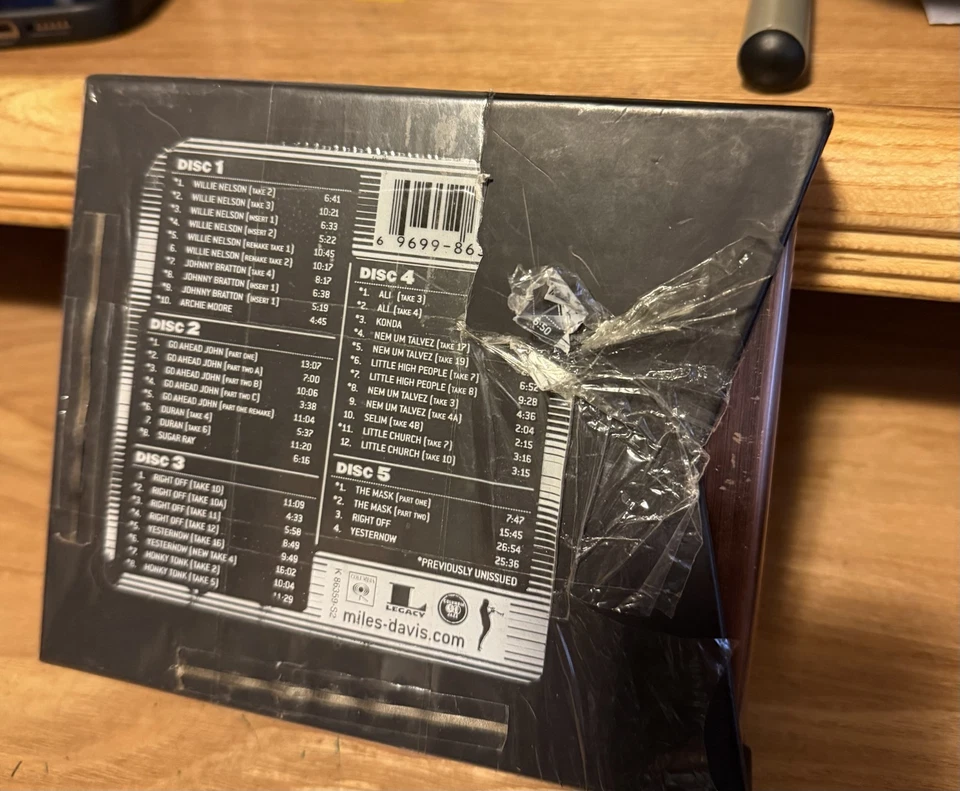 DISC 1
*1. WILLIE NELSON [TAKE 2] 6:41
*2. WILLIE NELSON [TAKE 3] 10:21
*3. WILLIE NELSON [INSERT 1] 6:33
*4. WILLIE NELSON [INSERT 2] 5:22
*5. WILLIE NELSON [REMAKE TAKE 1] 10:45
6. WILLIE NELSON [REMAKE TAKE 2] 10:17
*7. JOHNNY BRATTON [TAKE 4] 8:17
*8. JOHNNY BRATTON [INSERT 1] 6:38
*9. JOHNNY BRATTON [INSERT 1] 5:19
*10. ARCHIE MOORE 4:45
DISC 2
*1. GO AHEAD JOHN [PART ONE] 13:07
*2. GO AHEAD JOHN [PART TWO A] 7:00
*3. GO AHEAD JOHN [PART TWO B] 10:06
*4. GO AHEAD JOHN [PART TWO C] 3:38
*5. GO AHEAD JOHN [PART ONE REMAKE] 11:04
*6. DURAN [TAKE 4] 5:37
7. DURAN [TAKE 6] 11:20
*8. SUGAR RAY 6:16
DISC 3
1. RIGHT OFF [TAKE 10] 11:09
*2. RIGHT OFF [TAKE 10A] 4:33
*3. RIGHT OFF [TAKE 11] 5:58
*4. RIGHT OFF [TAKE 12] 8:49
*5. YESTERNOW [TAKE 16] 9:49
*6. YESTERNOW [NEW TAKE 4] 16:02
*7. HONKY TONK [TAKE 2] 10:04
*8. HONKY TONK [TAKE 5] 11:29
6 9699-86
DISC 4
*1. ALI [TAKE 3] 6:50
*2. ALI [TAKE 4]
*3. KONDA
*4. NEM UM TALVEZ [TAKE 17]
*5. NEM UM TALVEZ [TAKE 19]
*6. LITTLE HIGH PEOPLE [TAKE 7] 6:52
*7. LITTLE HIGH PEOPLE [TAKE 8] 9:28
*8. NEM UM TALVEZ [TAKE 3] 4:36
9. NEM UM TALVEZ [TAKE 4A] 2:04
10. SELIM [TAKE 4B] 2:15
*11. LITTLE CHURCH [TAKE 7] 3:16
12. LITTLE CHURCH [TAKE 10] 3:15
DISC 5
*1. THE MASK [PART ONE] 7:47
*2. THE MASK [PART TWO] 15:45
3. RIGHT OFF 26:54
4. YESTERNOW 25:36
*PREVIOUSLY UNISSUED
K 86359-S2
COLUMBIA
L
LEGACY
miles-davis.com